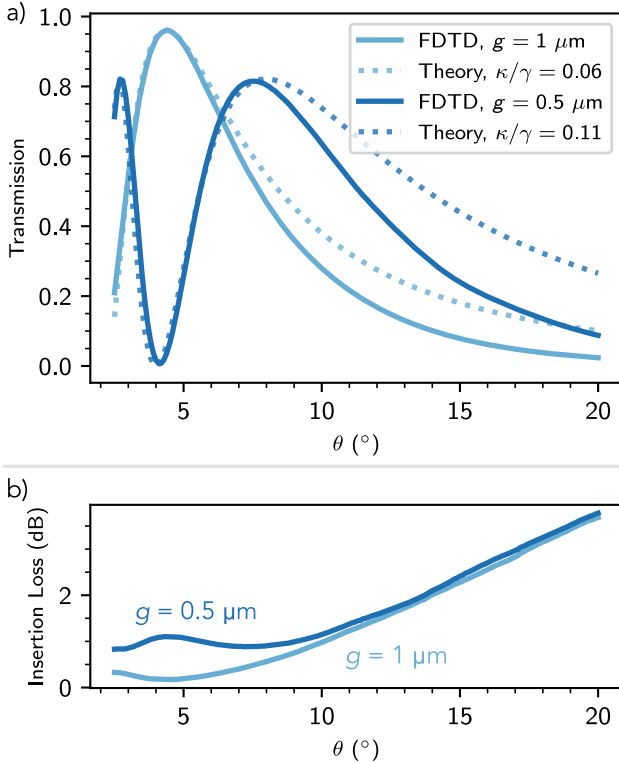 a)
1.0
0.8
0.6
0.4
0.2
0.0
Transmission
FDTD, g = 1 μm
Theory, κ/γ = 0.06
FDTD, g = 0.5 μm
Theory, κ/γ = 0.11
5
10
15
20
θ (°)
b)
Insertion Loss (dB)
2
0
g = 0.5 μm
g = 1 μm
5
10
15
20
θ (°)